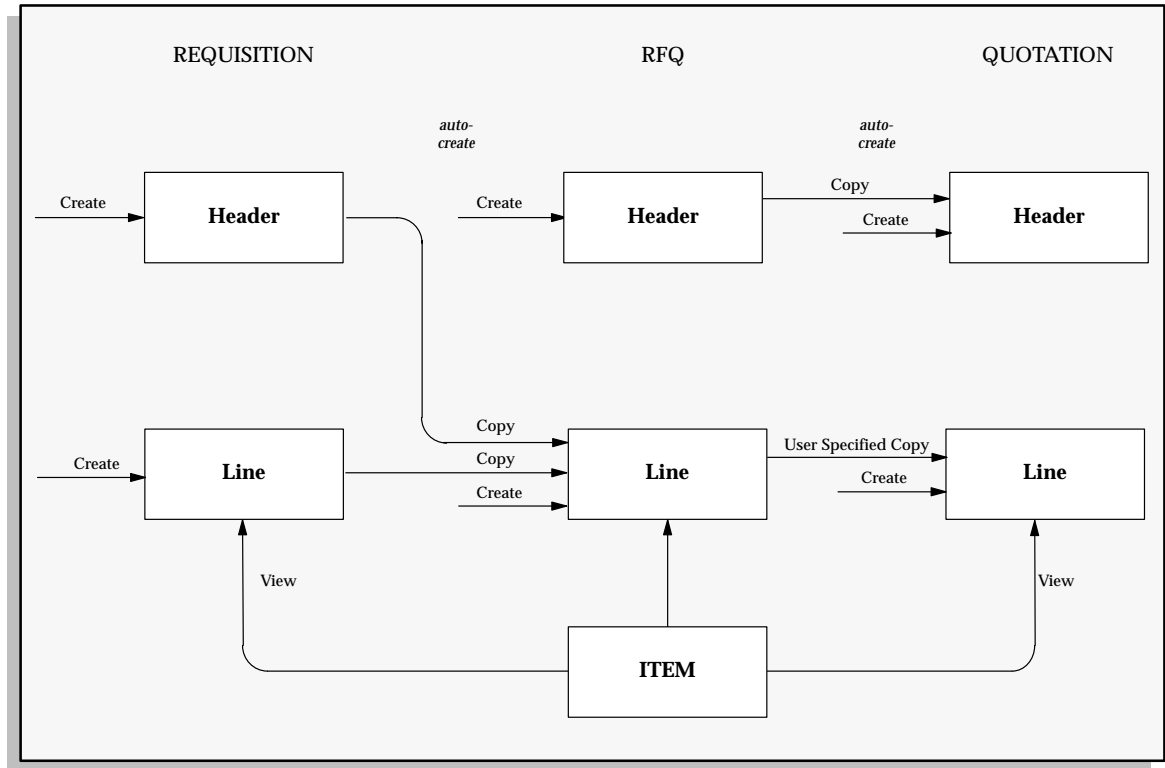 REQUISITION
RFQ
QUOTATION
auto-
create
auto-
create
Create
Header
Create
Header
Copy
Create
Header
Create
Line
Copy
Copy
Create
Line
User Specified Copy
Create
Line
View
View
ITEM